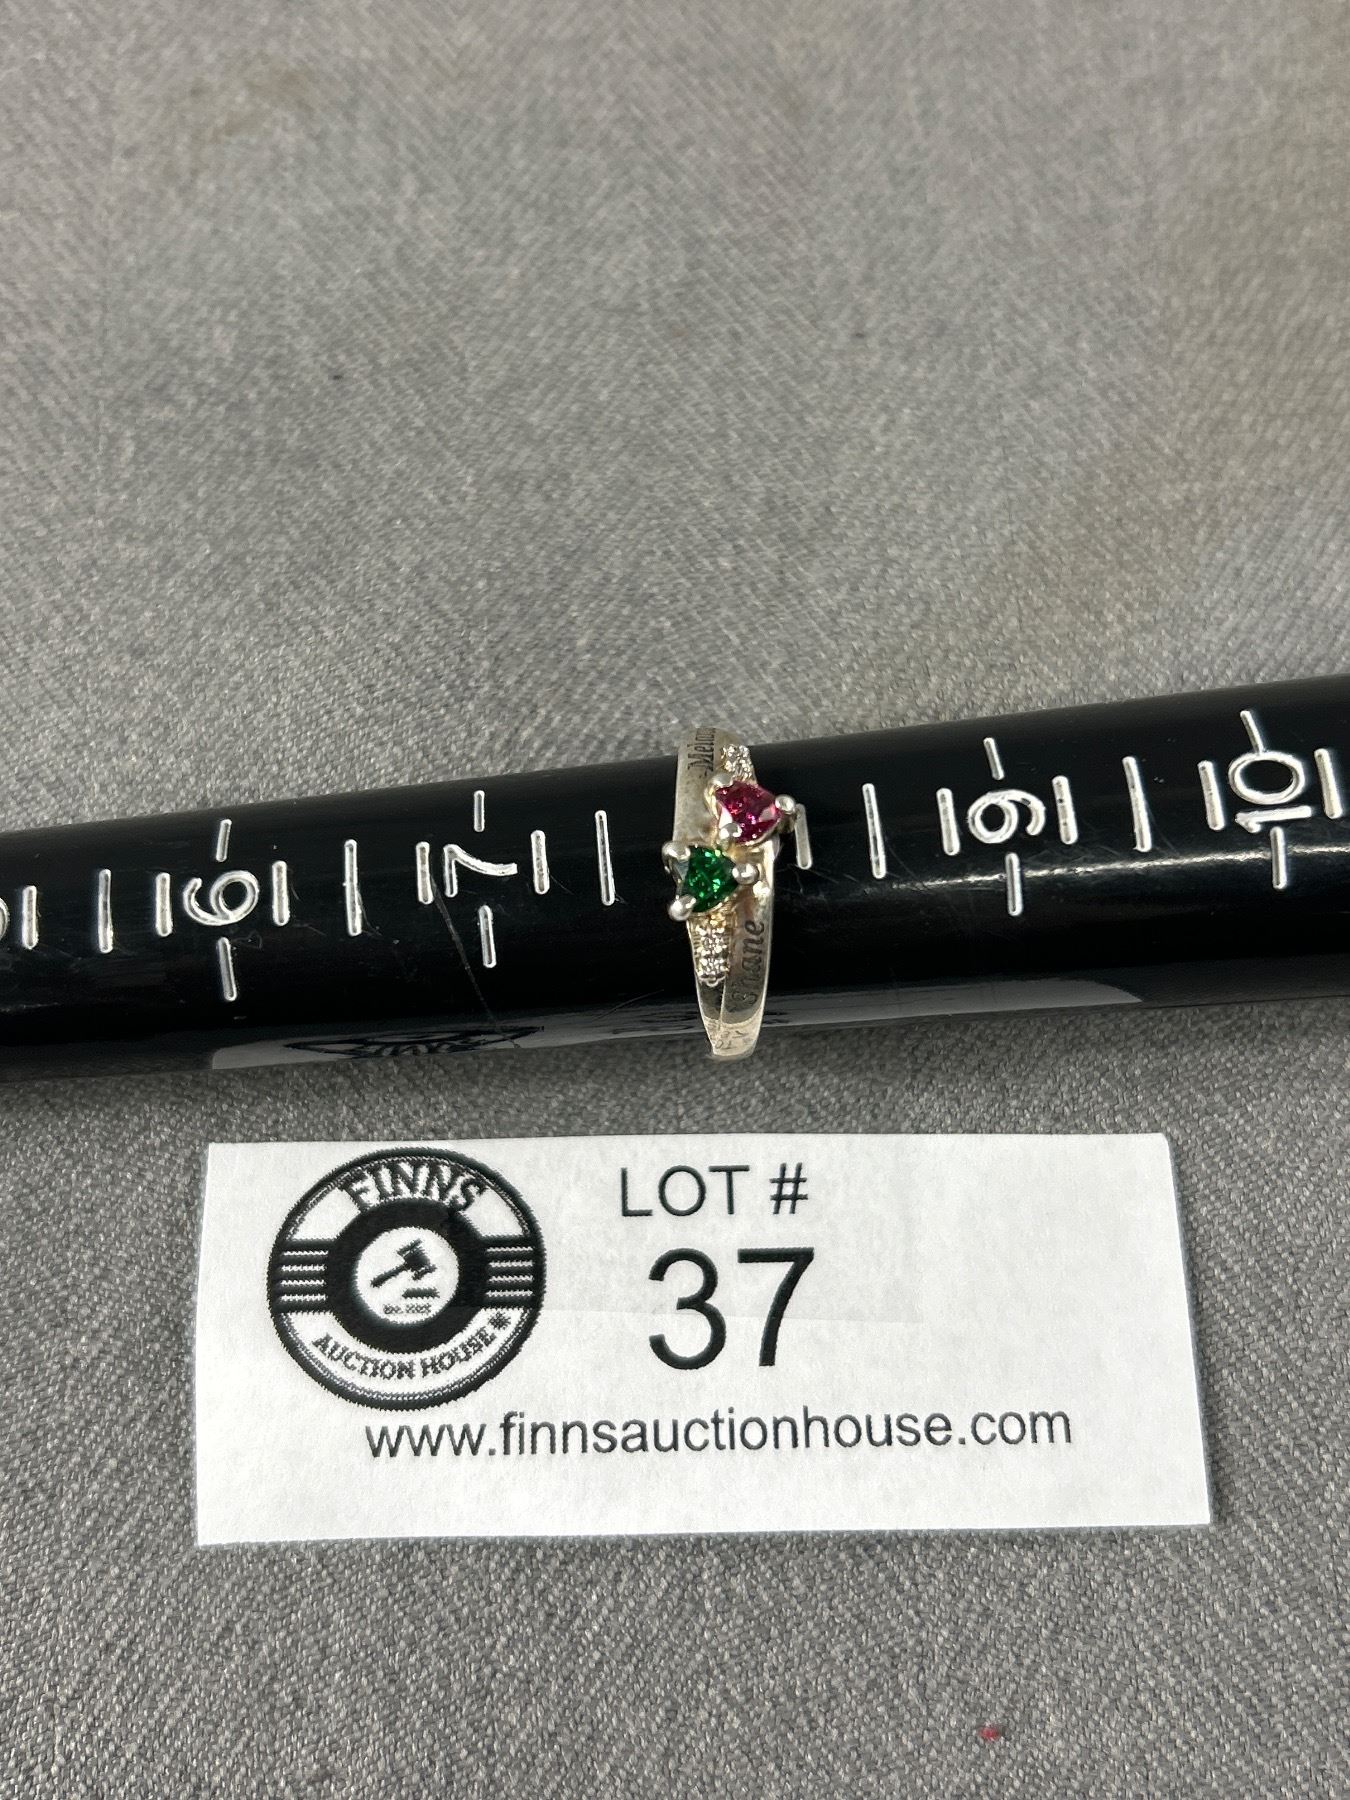 6
7
9
10
Shane
FINNS
AUCTION HOUSE
LOT #
37
www.finnsauctionhouse.com